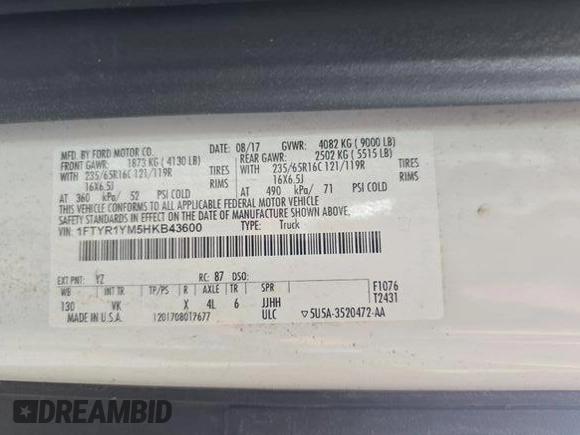 MFD. BY FORD MOTOR CO.
DATE: 08/17 GVWR: 4082 KG ( 9000 LB)
FRONT GAWR: 1873 KG ( 4130 LB) REAR GAWR: 2502 KG ( 5515 LB)
WITH 235/65R16C 121/119R TIRES WITH 235/65R16C 121/119R TIRES
16X6.5J RIMS 16X6.5J RIMS
AT 360 kPa/ 52 PSI COLD AT 490 kPa/ 71 PSI COLD
THIS VEHICLE CONFORMS TO ALL APPLICABLE FEDERAL MOTOR VEHICLE
SAFETY STANDARDS IN EFFECT ON THE DATE OF MANUFACTURE SHOWN ABOVE.
VIN: 1FTYR1YM5HKB43600 TYPE: Truck
EXT PNT: YZ RC: 87 DSO:
WB INT TR TP/PS R AXLE TR SPR F1076
130 VK X 4L 6 JJHH T2431
MADE IN U.S.A. 1201708017677 ULC ▽5U5A-3520472-AA
DREAMBID